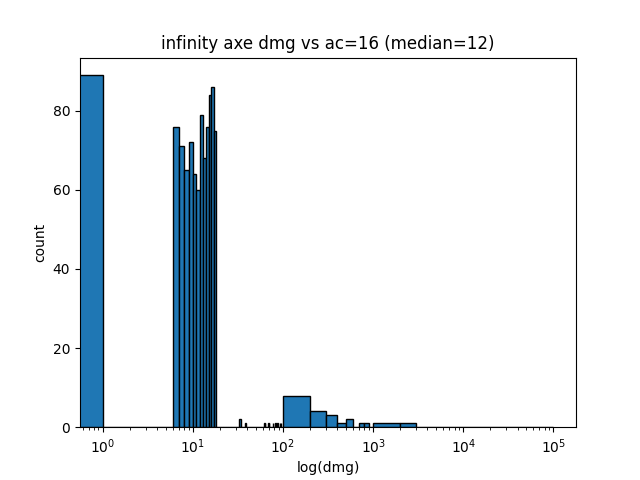 infinity axe dmg vs ac=16 (median=12)
count
80
60
40
20
0
10⁰ 10¹ 10² 10³ 10⁴ 10⁵
log(dmg)